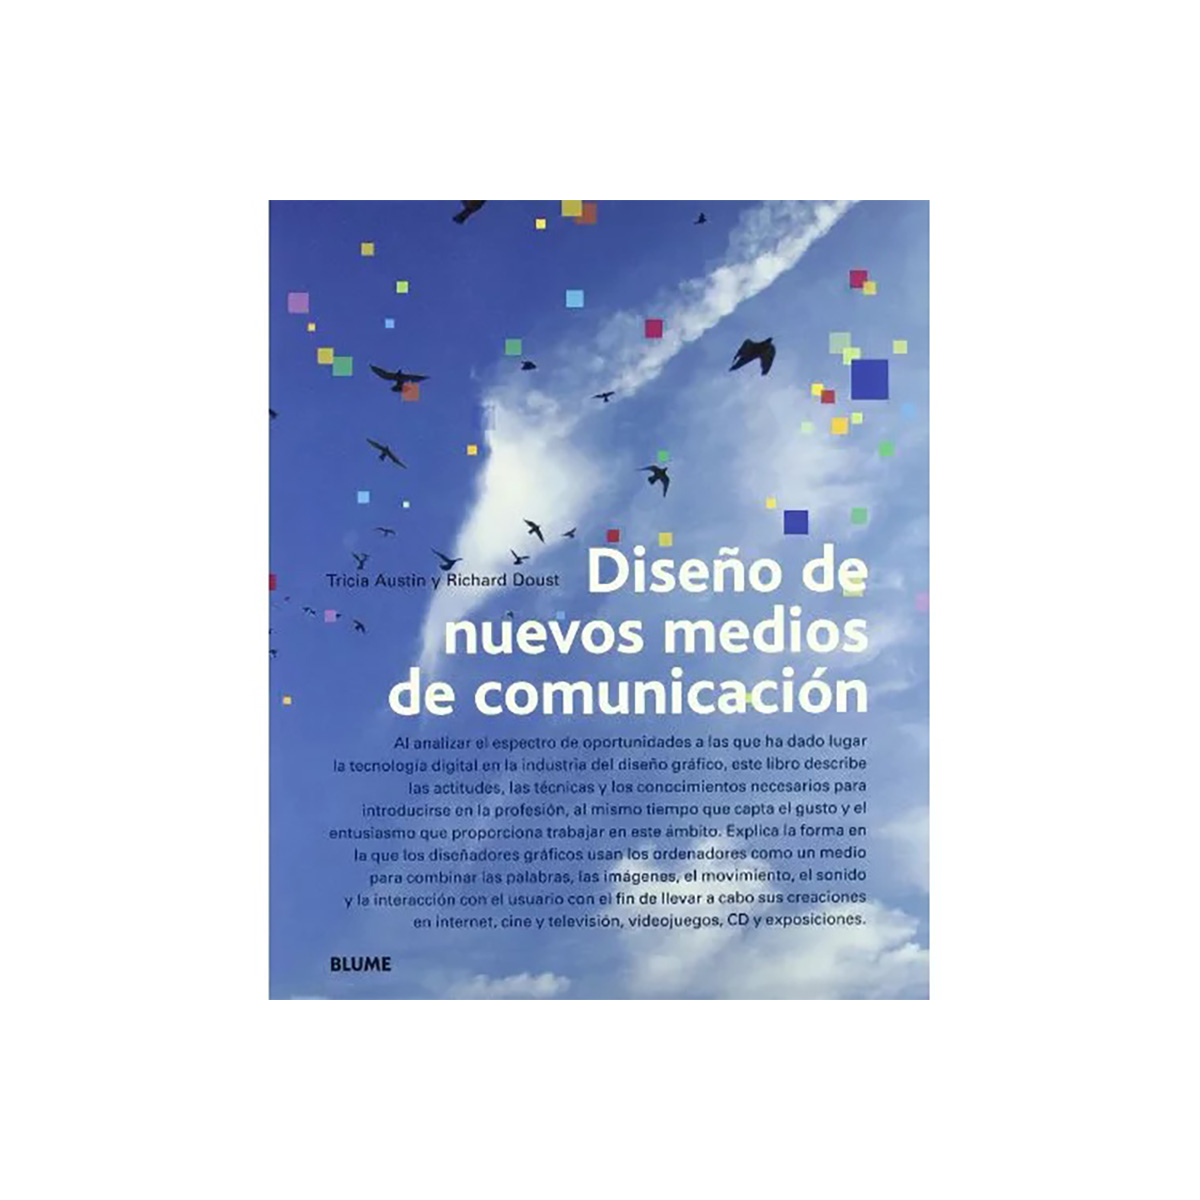 Tricia Austin y Richard Doust
Diseño de
nuevos medios
de comunicación
Al analizar el espectro de oportunidades a las que ha dado lugar
la tecnología digital en la industria del diseño gráfico, este libro describe
las actitudes, las técnicas y los conocimientos necesarios para
introducirse en la profesión, al mismo tiempo que capta el gusto y el
entusiasmo que proporciona trabajar en este ámbito. Explica la forma en
la que los diseñadores gráficos usan los ordenadores como un medio
para combinar las palabras, las imágenes, el movimiento, el sonido
y la interacción con el usuario con el fin de llevar a cabo sus creaciones
en internet, cine y televisión, videojuegos, CD y exposiciones.
BLUME